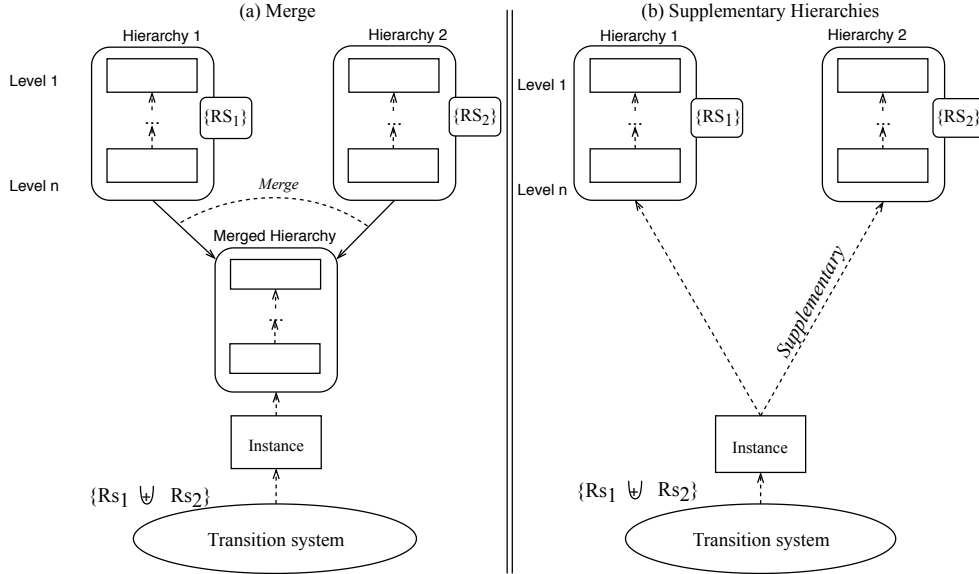 (a) Merge
Hierarchy 1
Hierarchy 2
Level 1
{RS1}
{RS2}
...
...
Level n
Merge
Merged Hierarchy
...
Instance
{Rs1 ⊎ Rs2}
Transition system
(b) Supplementary Hierarchies
Hierarchy 1
Hierarchy 2
Level 1
{RS1}
{RS2}
...
...
Level n
Supplementary
Instance
{Rs1 ⊎ Rs2}
Transition system